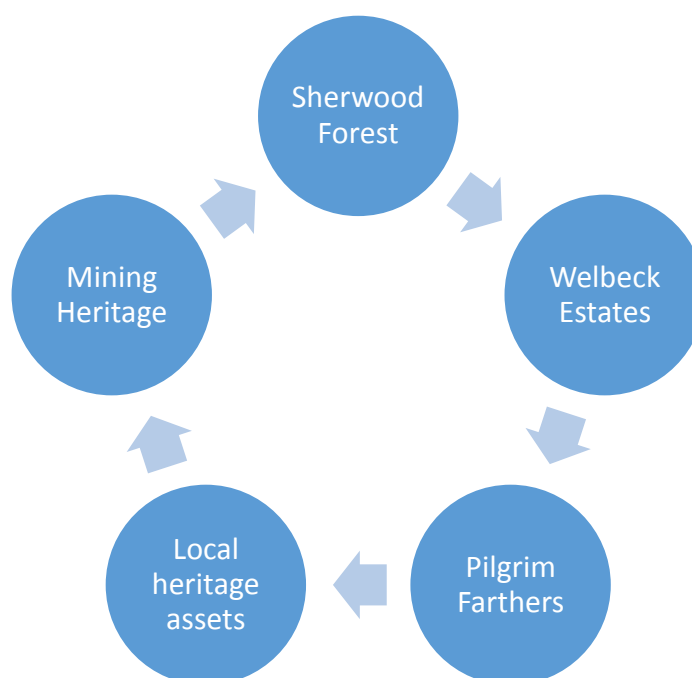 Sherwood
Forest
Welbeck
Estates
Pilgrim
Farthers
Local
heritage
assets
Mining
Heritage